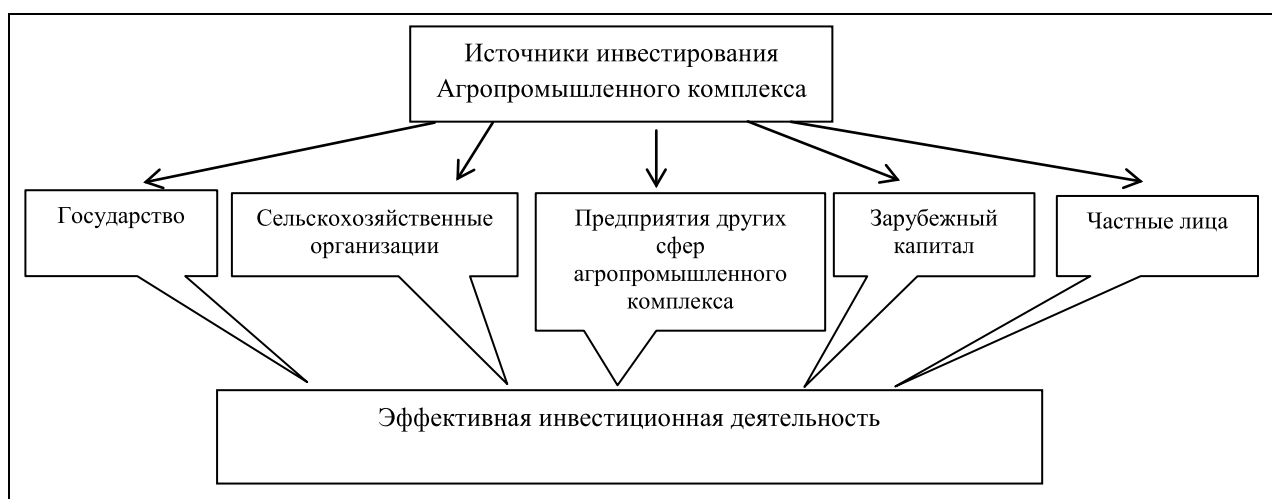 Источники инвестирования
Агропромышленного комплекса
Государство
Сельскохозяйственные
организации
Предприятия других
сфер
агропромышленного
комплекса
Зарубежный
капитал
Частные лица
Эффективная инвестиционная деятельность